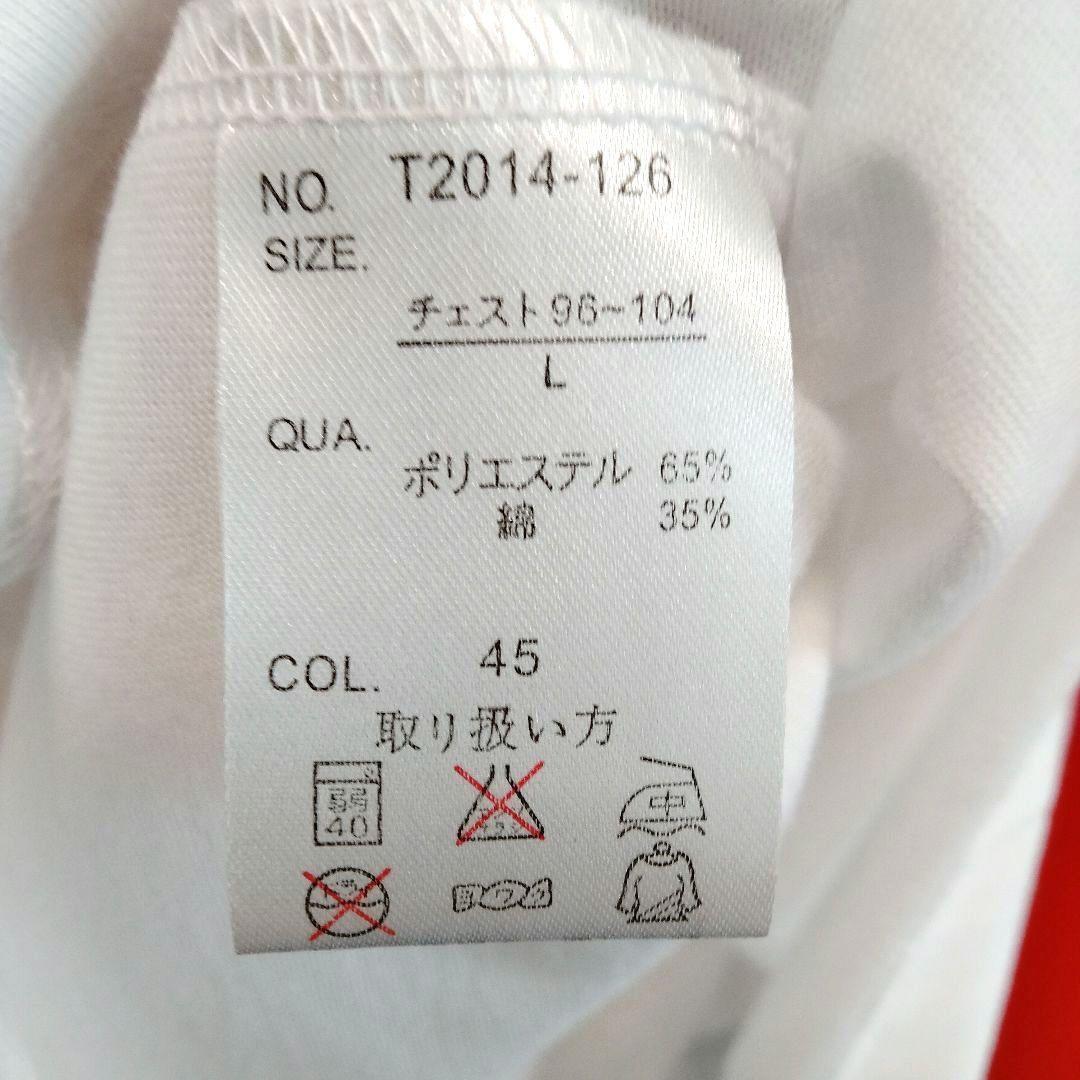 NO. T2014-126
SIZE.
チェスト96~104
L
QUA.
ポリエステル 65%
綿 35%
COL. 45
取り扱い方
弱
40
中